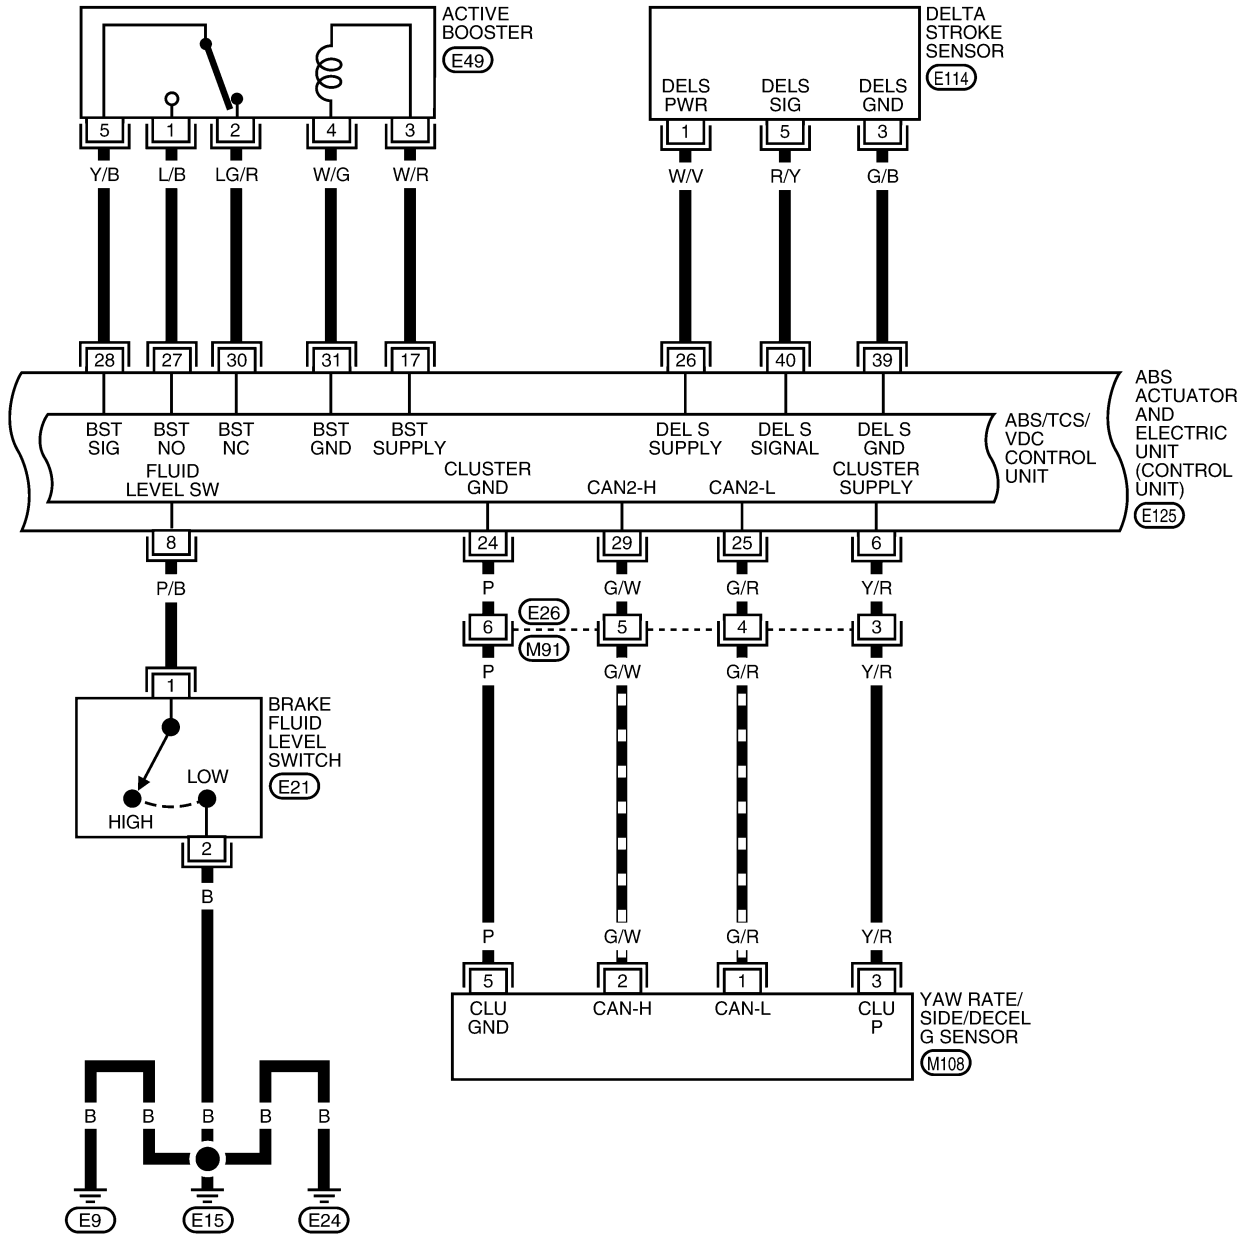 ACTIVE
BOOSTER
E49
DELTA
STROKE
SENSOR
E114
DELS
PWR
DELS
SIG
DELS
GND
5 1 2 4 3
1 5 3
Y/B L/B LG/R W/G W/R
W/V R/Y G/B
28 27 30 31 17
26 40 39
ABS
ACTUATOR
AND
ELECTRIC
UNIT
(CONTROL
UNIT)
E125
ABS/TCS/
VDC
CONTROL
UNIT
BST
SIG
BST
NO
BST
NC
BST
GND
BST
SUPPLY
DEL S
SUPPLY
DEL S
SIGNAL
DEL S
GND
FLUID
LEVEL SW
CLUSTER
GND
CAN2-H
CAN2-L
CLUSTER
SUPPLY
8 24 29 25 6
P/B P G/W G/R Y/R
E26
6 5 4 3
M91
P G/W G/R Y/R
1
BRAKE
FLUID
LEVEL
SWITCH
E21
LOW
HIGH
2
B
P G/W G/R Y/R
5 2 1 3
CLU
GND
CAN-H
CAN-L
CLU
P
YAW RATE/
SIDE/DECEL
G SENSOR
M108
B B B B B
E9 E15 E24